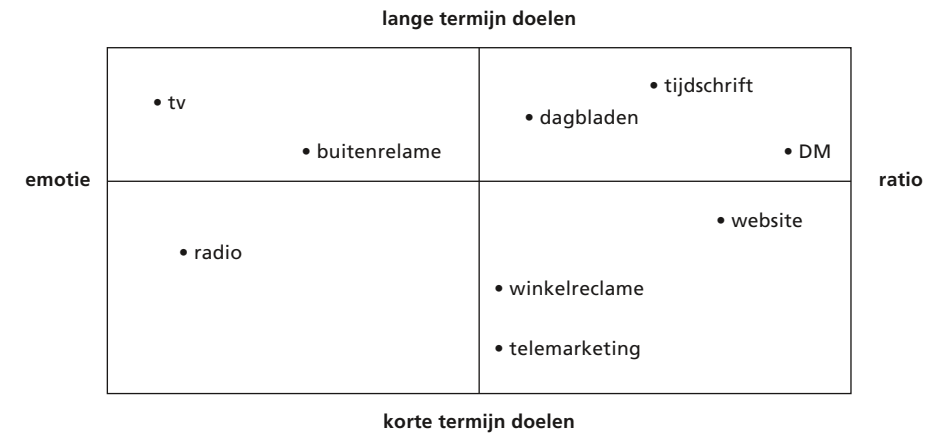 lange termijn doelen
• tv
• tijdschrift
• dagbladen
• buitenrelame
• DM
emotie
ratio
• website
• radio
• winkelreclame
• telemarketing
korte termijn doelen